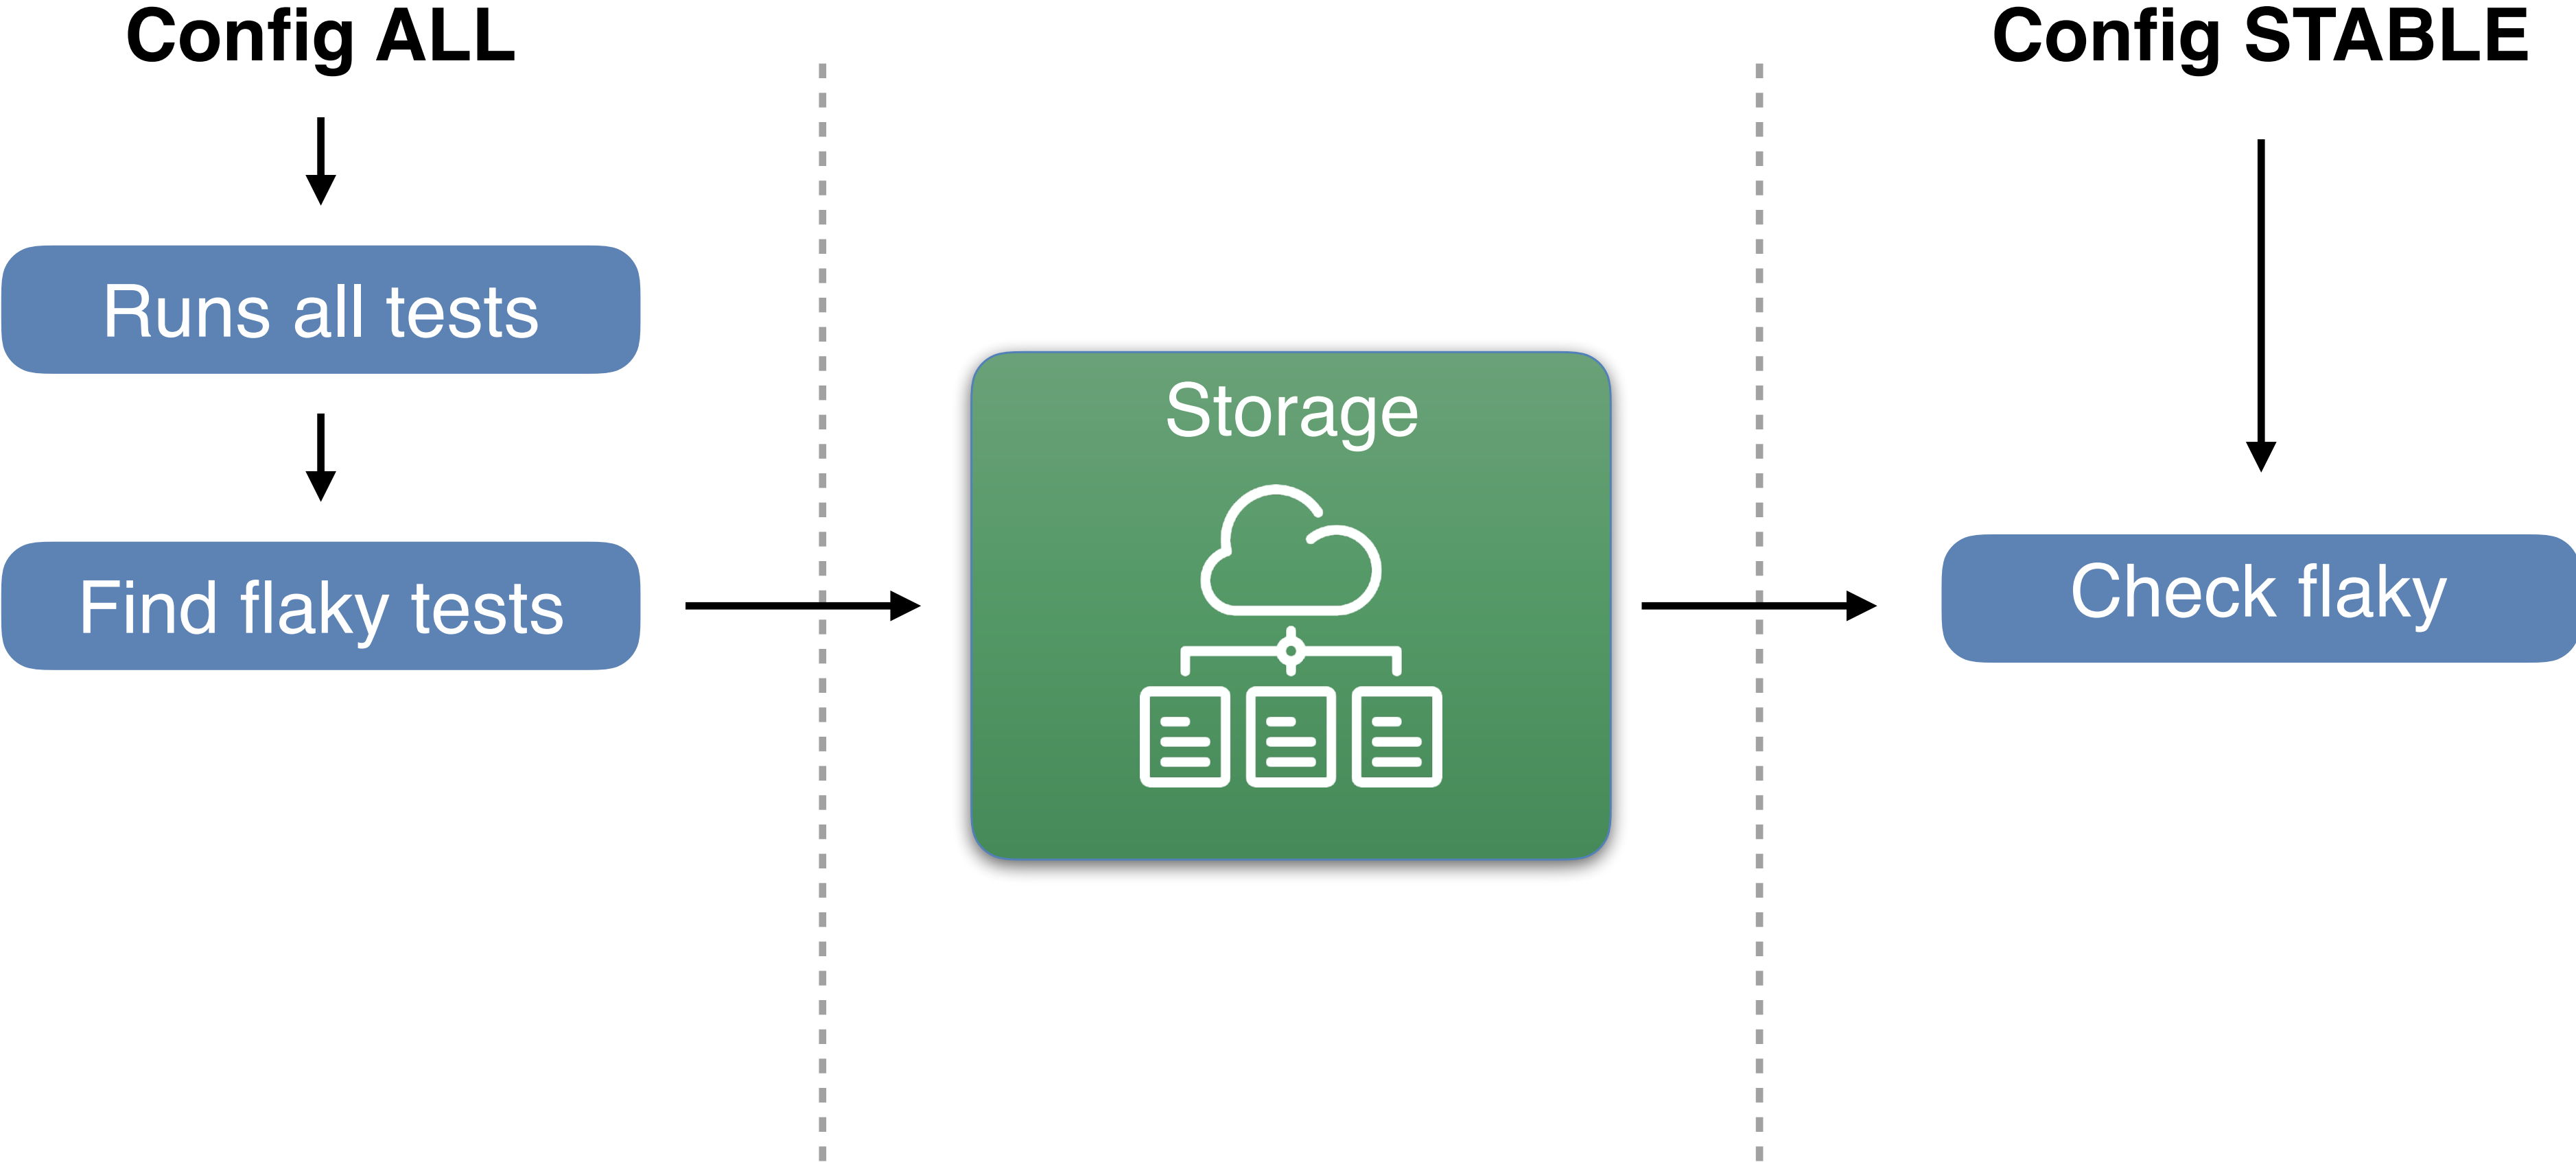 Config ALL
Runs all tests
Find flaky tests
Storage
Config STABLE
Check flaky